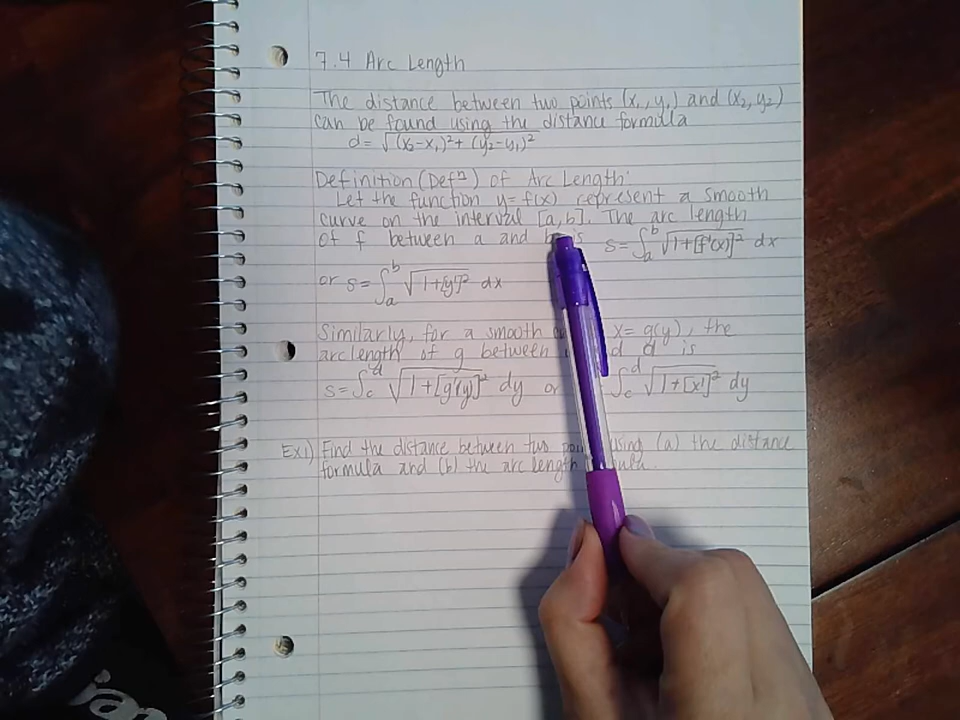 7.4 Arc Length
The distance between two points (x₁, y₁) and (x₂, y₂)
can be found using the distance formula
d = √(x₂-x₁)²+(y₂-y₁)²
Definition (Defⁿ) of Arc Length:
Let the function y = f(x) represent a smooth
curve on the interval [a, b]. The arc length
of f between a and b is s = ∫ₐᵇ √1+[f'(x)]² dx
or s = ∫ₐᵇ √1+[y']² dx
Similarly, for a smooth x = g(y), the
arc length of g between d is
s = ∫_c^d √1+[g'(y)]² dy or ∫_c^d √1+[x']² dy
Ex1) Find the distance between two using (a) the distance
formula and (b) the arc length